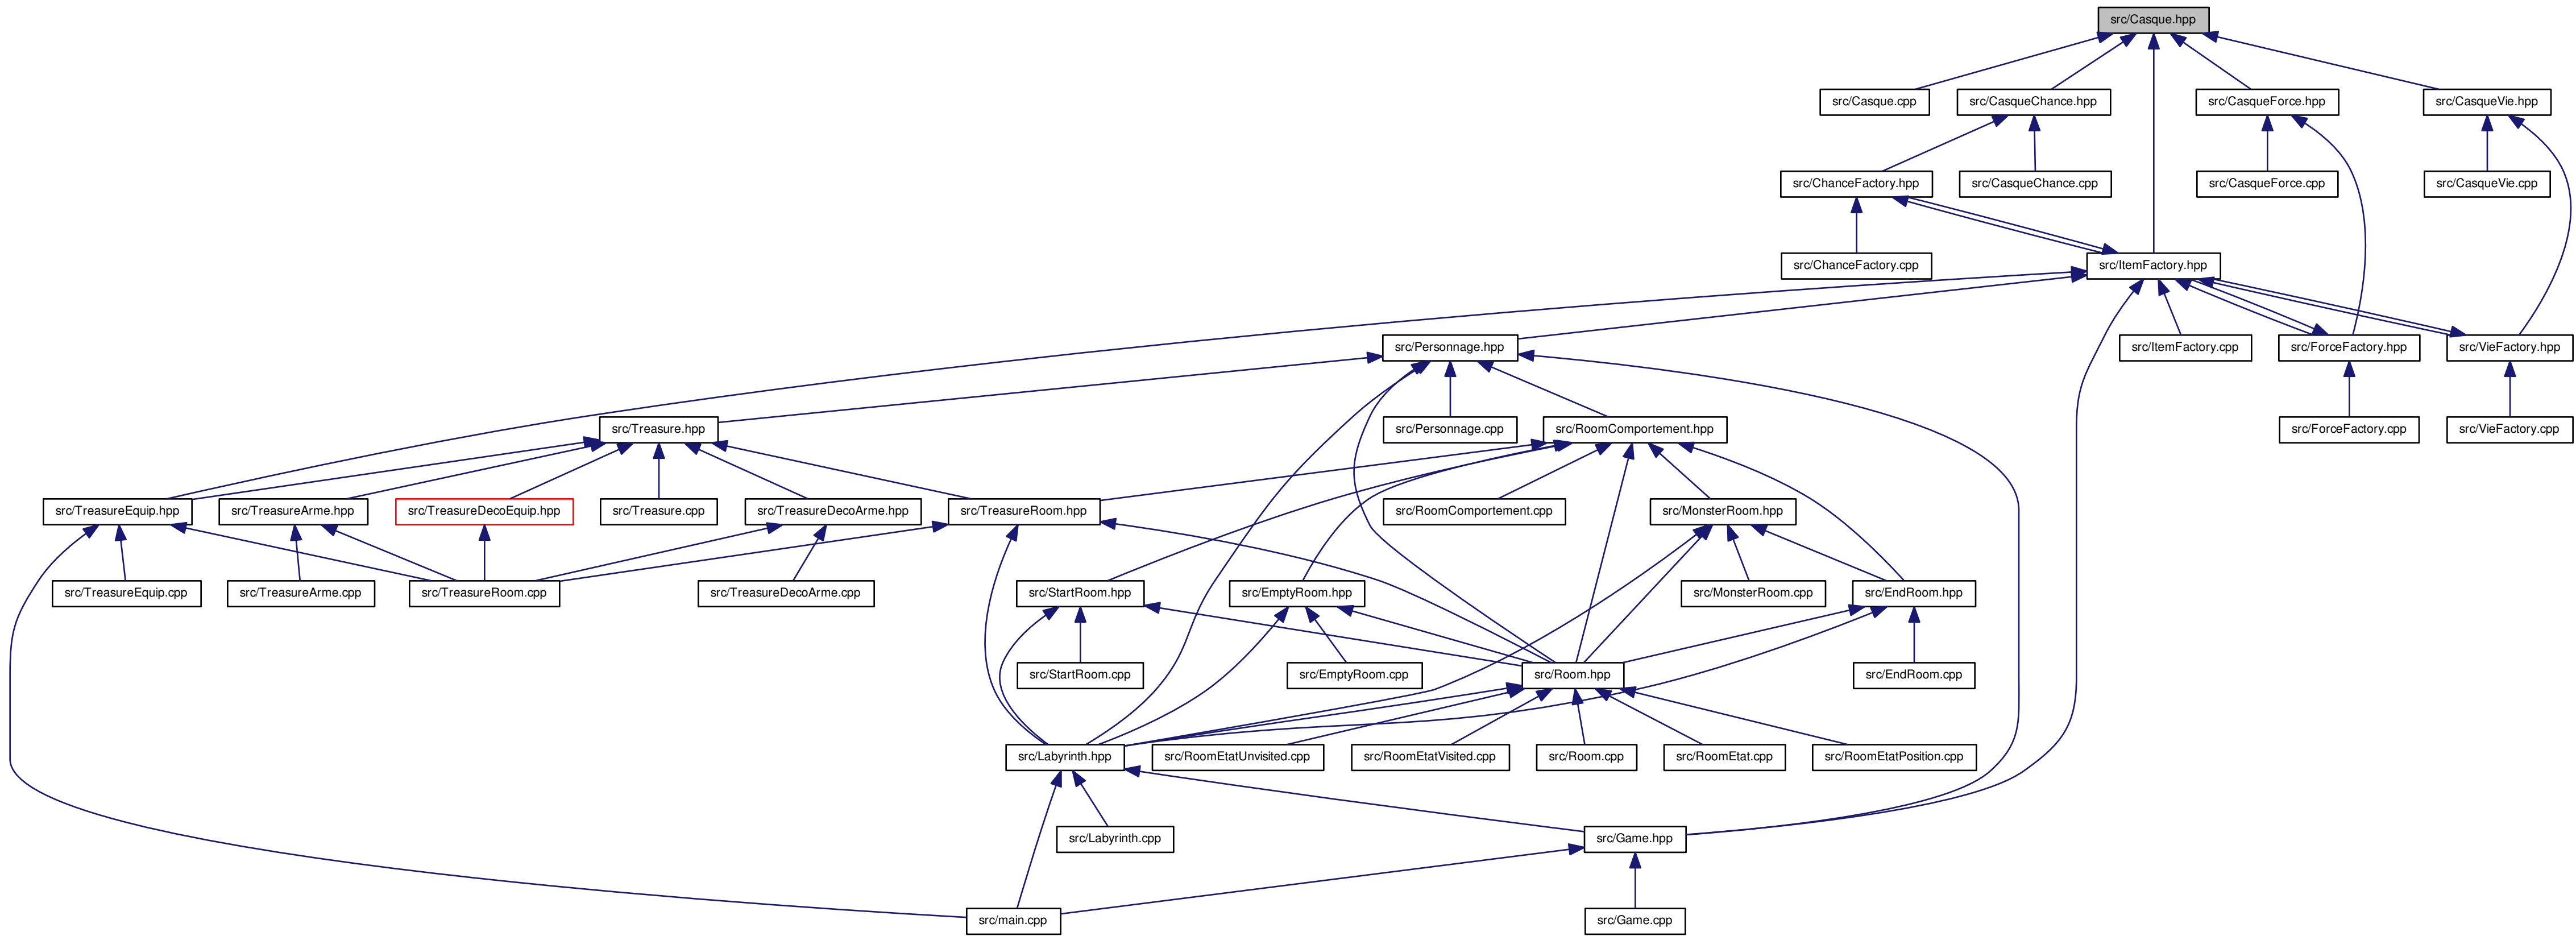 src/Casque.hpp
src/Casque.cpp
src/CasqueChance.hpp
src/CasqueForce.hpp
src/CasqueVie.hpp
src/ChanceFactory.hpp
src/CasqueChance.cpp
src/CasqueForce.cpp
src/CasqueVie.cpp
src/ChanceFactory.cpp
src/ItemFactory.hpp
src/Personnage.hpp
src/ItemFactory.cpp
src/ForceFactory.hpp
src/VieFactory.hpp
src/Treasure.hpp
src/Personnage.cpp
src/RoomComportement.hpp
src/ForceFactory.cpp
src/VieFactory.cpp
src/TreasureEquip.hpp
src/TreasureArme.hpp
src/TreasureDecoEquip.hpp
src/Treasure.cpp
src/TreasureDecoArme.hpp
src/TreasureRoom.hpp
src/RoomComportement.cpp
src/MonsterRoom.hpp
src/TreasureEquip.cpp
src/TreasureArme.cpp
src/TreasureRoom.cpp
src/TreasureDecoArme.cpp
src/StartRoom.hpp
src/EmptyRoom.hpp
src/MonsterRoom.cpp
src/EndRoom.hpp
src/StartRoom.cpp
src/EmptyRoom.cpp
src/Room.hpp
src/EndRoom.cpp
src/Labyrinth.hpp
src/RoomEtatUnvisited.cpp
src/RoomEtatVisited.cpp
src/Room.cpp
src/RoomEtat.cpp
src/RoomEtatPosition.cpp
src/Labyrinth.cpp
src/Game.hpp
src/main.cpp
src/Game.cpp